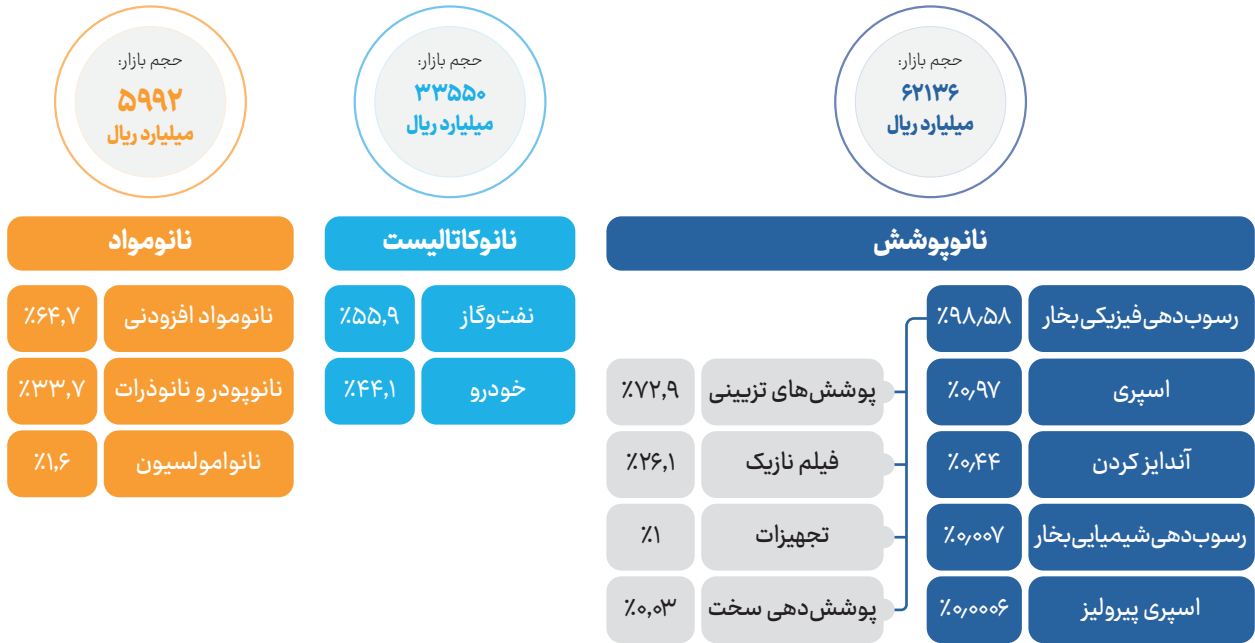 حجم بازار:
۶۲۱۳۶
میلیارد ریال
نانوپوشش
رسوب‌دهی‌فیزیکی‌بخار ٪۹۸٫۵۸
اسپری ٪۰٫۹۷
آندایز کردن ٪۰٫۴۴
رسوب‌دهی‌شیمیایی‌بخار ٪۰٫۰۰۷
اسپری پیرولیز ٪۰٫۰۰۰۶
پوشش‌های تزیینی ٪۷۲,۹
فیلم نازیک ٪۲۶,۱
تجهیزات ٪۱
پوشش‌دهی سخت ٪۰,۰۳
حجم بازار:
۳۳۵۵۰
میلیارد ریال
نانوکاتالیست
نفت‌وگاز ٪۵۵,۹
خودرو ٪۴۴,۱
حجم بازار:
۵۹۹۲
میلیارد ریال
نانومواد
نانومواد افزودنی ٪۶۴,۷
نانوپودر و نانوذرات ٪۳۳,۷
نانوامولسیون ٪۱,۶